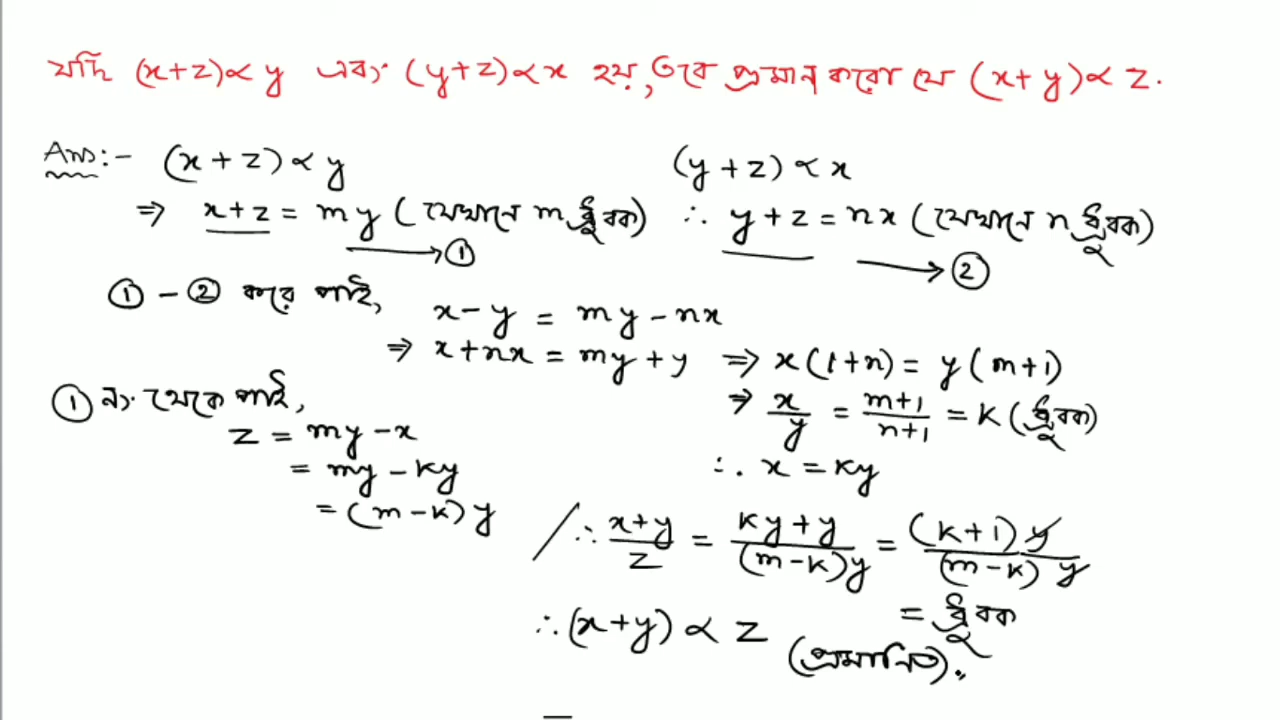 যদি (x+z)∝ y এবং (y+z)∝x হয়, তবে প্রমান করো যে (x+y)∝ z.
Ans:- (x+z)∝y
⇒ x+z = my (যেখানে m ধ্রুবক)
→ ①
(y+z)∝x
∴ y+z = nx (যেখানে n ধ্রুবক)
→ ②
① - ② করে পাই,
x-y = my-nx
⇒ x+nx = my+y ⇒ x(1+n) = y(m+1)
⇒ x/y = m+1/n+1 = K (ধ্রুবক)
∴ x = Ky
① নং থেকে পাই,
z = my-x
= my-Ky
= (m-K)y
∴ x+y/z = Ky+y/(m-K)y = (K+1)y/(m-K)y
= ধ্রুবক
∴ (x+y) ∝ z (প্রমানিত).